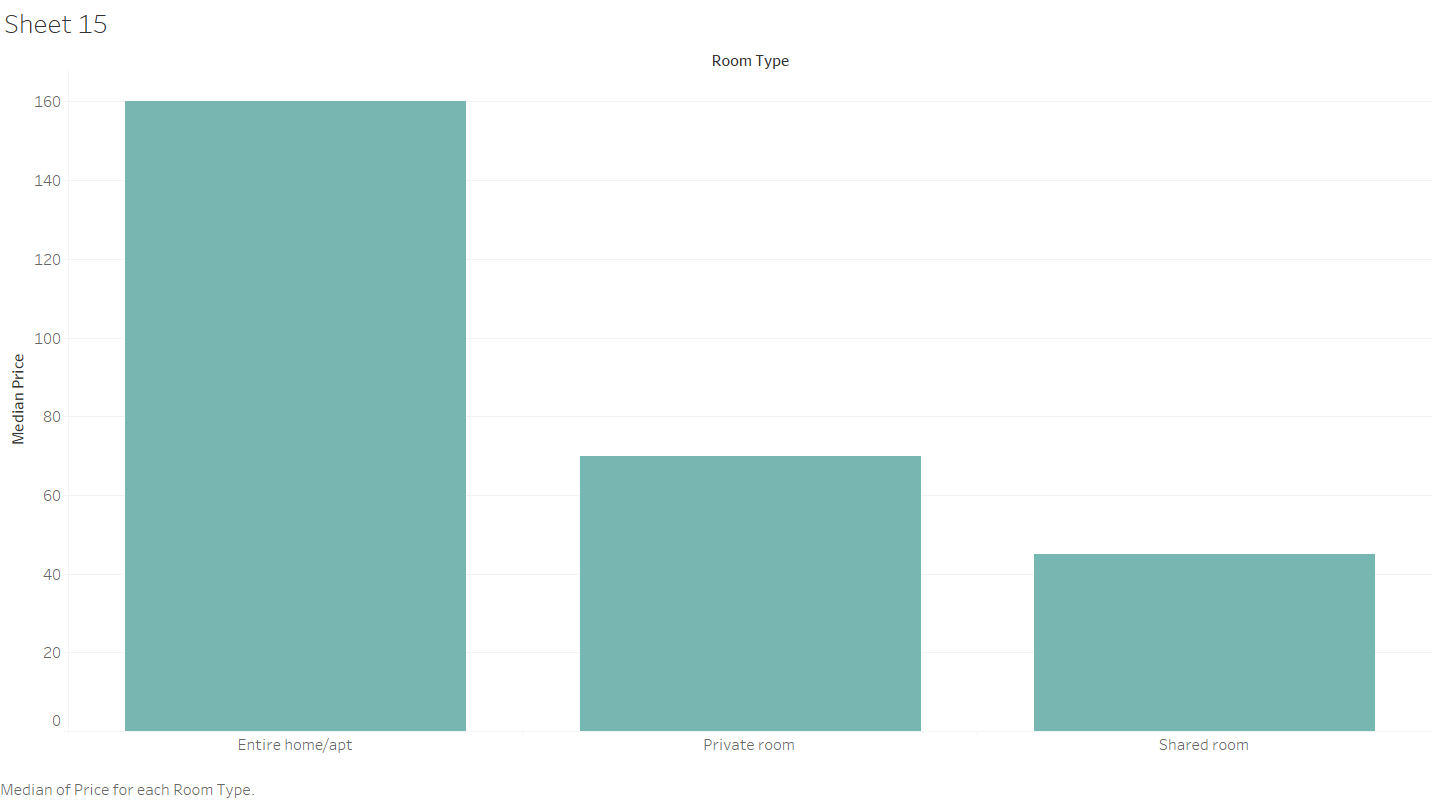 Sheet 15
Room Type
160
140
120
100
80
60
40
20
0
Median Price
Entire home/apt Private room Shared room
Median of Price for each Room Type.